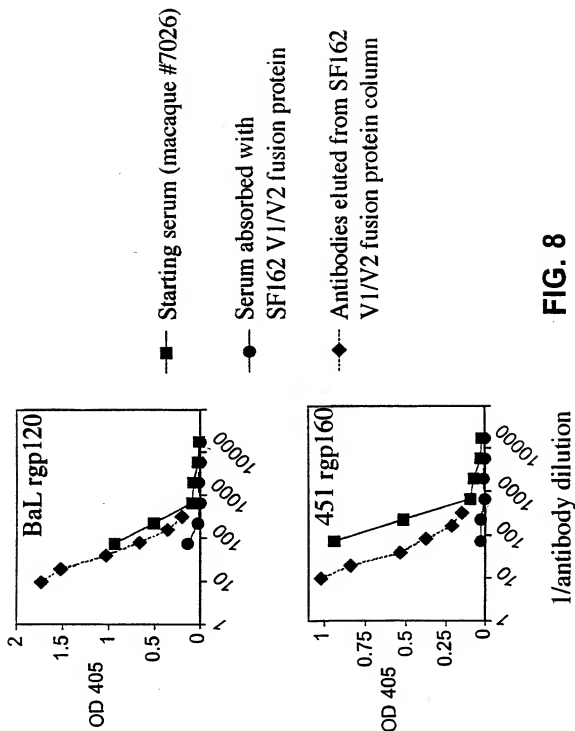 BaL rgp120
2
1.5
1
0.5
0
OD 405
1
10
100
1000
10000
451 rgp160
1
0.75
0.5
0.25
0
OD 405
1
10
100
1000
10000
1/antibody dilution
Starting serum (macaque #7026)
Serum absorbed with
SF162 V1/V2 fusion protein
Antibodies eluted from SF162
V1/V2 fusion protein column
FIG. 8